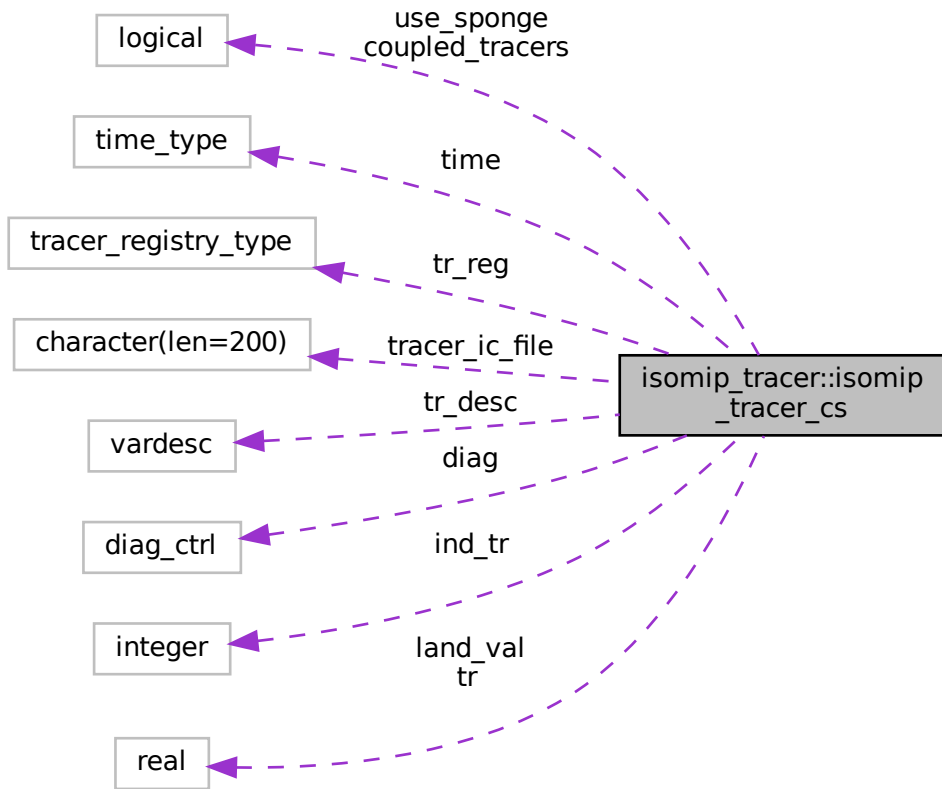 use_sponge
coupled_tracers
logical
time_type
time
tracer_registry_type
tr_reg
character(len=200)
tracer_ic_file
isomip_tracer::isomip
_tracer_cs
tr_desc
vardesc
diag
diag_ctrl
ind_tr
integer
land_val
tr
real